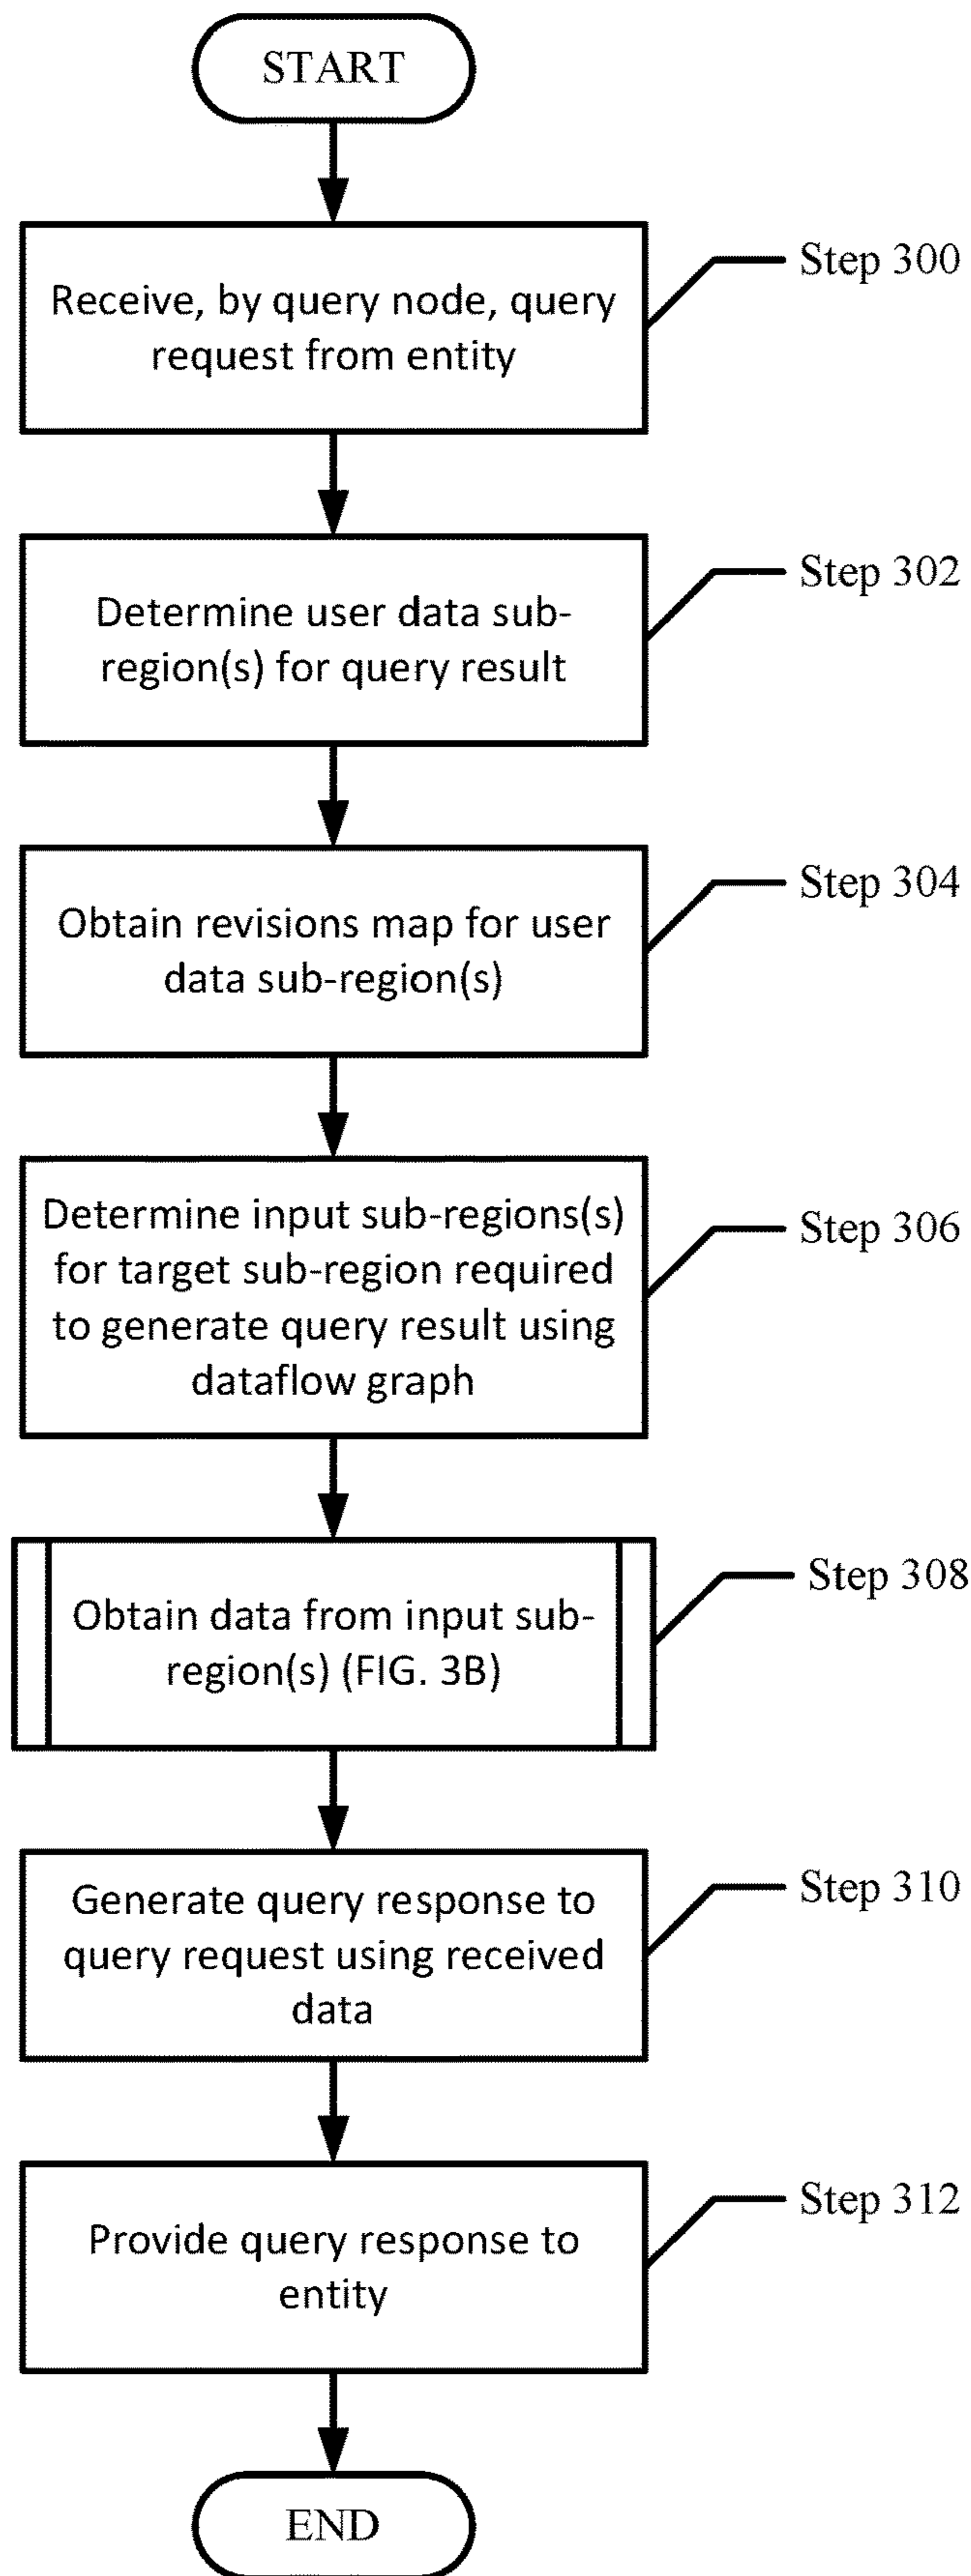 START
Receive, by query node, query
request from entity
Step 300
Determine user data sub-
region(s) for query result
Step 302
Obtain revisions map for user
data sub-region(s)
Step 304
Determine input sub-regions(s)
for target sub-region required
to generate query result using
dataflow graph
Step 306
Obtain data from input sub-
region(s) (FIG. 3B)
Step 308
Generate query response to
query request using received
data
Step 310
Provide query response to
entity
Step 312
END